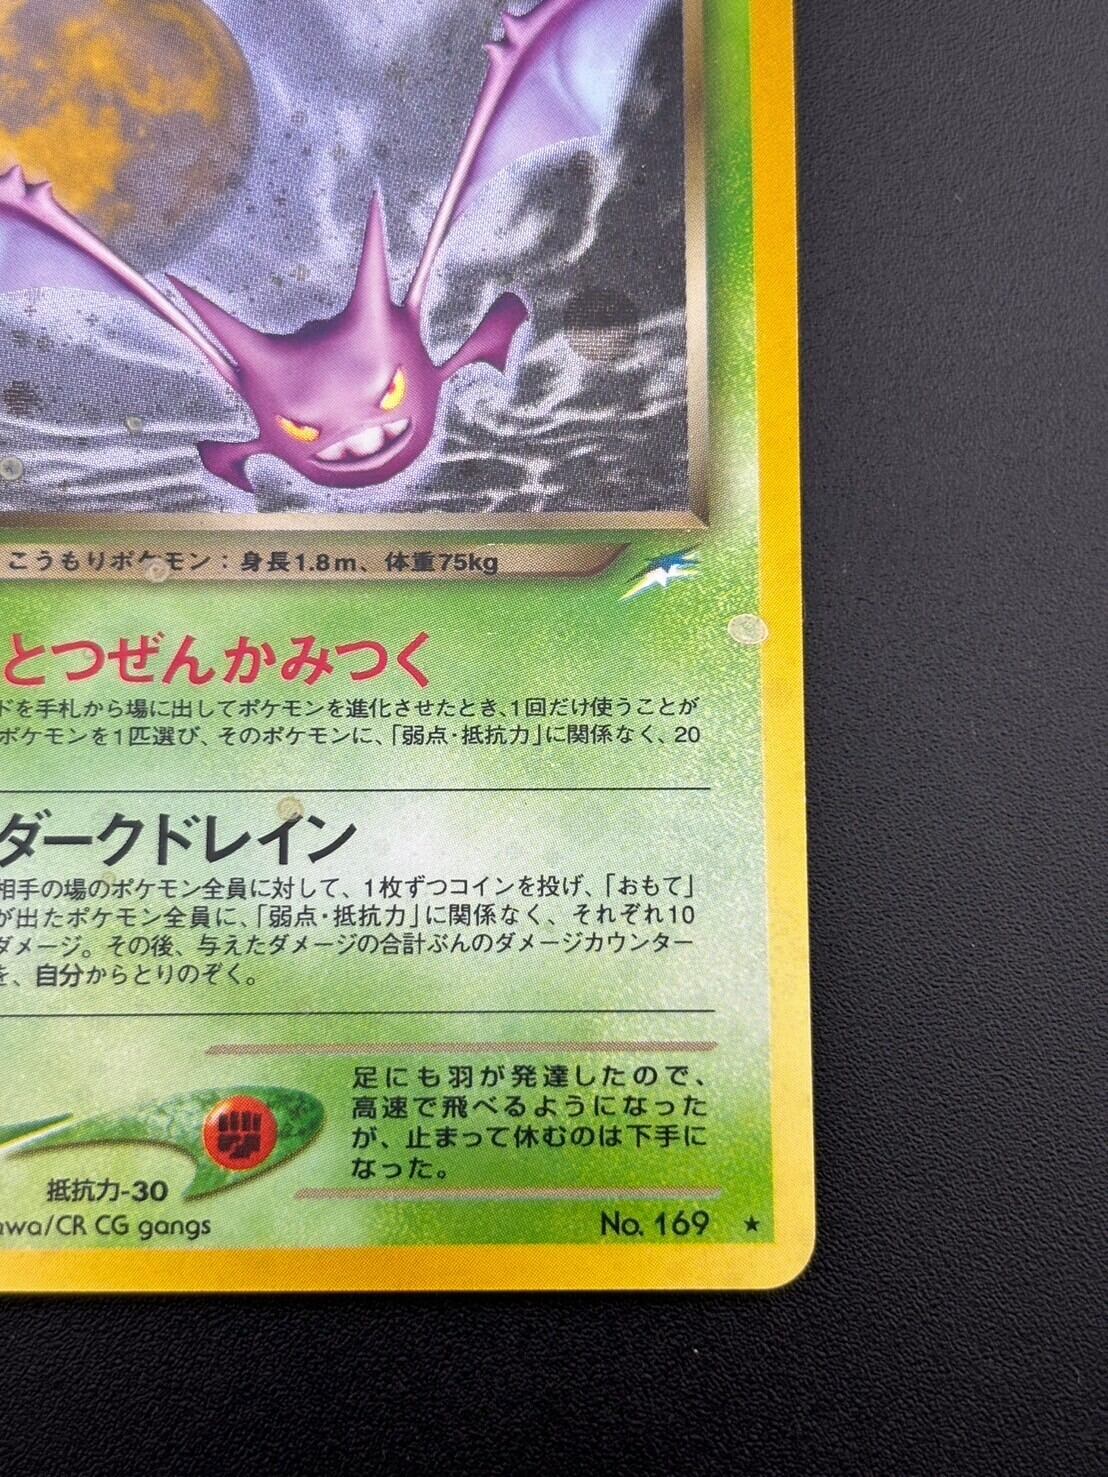 こうもりポケモン：身長1.8m、体重75kg
とつぜんかみつく
ドを手札から場に出してポケモンを進化させたとき、1回だけ使うことが
ポケモンを1匹選び、そのポケモンに、「弱点・抵抗力」に関係なく、20
ダークドレイン
相手の場のポケモン全員に対して、1枚ずつコインを投げ、「おもて」
が出たポケモン全員に、「弱点・抵抗力」に関係なく、それぞれ10
ダメージ。その後、与えたダメージの合計ぶんのダメージカウンター
を、自分からとりのぞく。
足にも羽が発達したので、
高速で飛べるようになった
が、止まって休むのは下手に
なった。
抵抗力-30
awa/CR CG gangs
No. 169 ★